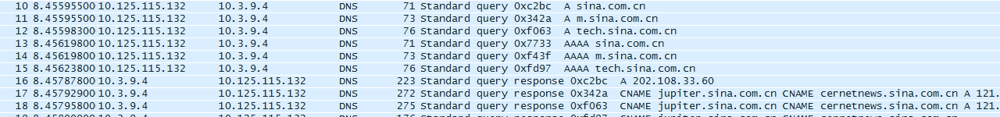 10 8.45595500 10.125.115.132 10.3.9.4 DNS 71 Standard query 0xc2bc A sina.com.cn
11 8.45595500 10.125.115.132 10.3.9.4 DNS 73 Standard query 0x342a A m.sina.com.cn
12 8.45598300 10.125.115.132 10.3.9.4 DNS 76 Standard query 0xf063 A tech.sina.com.cn
13 8.45619800 10.125.115.132 10.3.9.4 DNS 71 Standard query 0x7733 AAAA sina.com.cn
14 8.45619800 10.125.115.132 10.3.9.4 DNS 73 Standard query 0xf43f AAAA m.sina.com.cn
15 8.45623800 10.125.115.132 10.3.9.4 DNS 76 Standard query 0xfd97 AAAA tech.sina.com.cn
16 8.45787800 10.3.9.4 10.125.115.132 DNS 223 Standard query response 0xc2bc A 202.108.33.60
17 8.45792900 10.3.9.4 10.125.115.132 DNS 272 Standard query response 0x342a CNAME jupiter.sina.com.cn CNAME cernetnews.sina.com.cn A 121.
18 8.45795800 10.3.9.4 10.125.115.132 DNS 275 Standard query response 0xf063 CNAME jupiter.sina.com.cn CNAME cernetnews.sina.com.cn A 121.